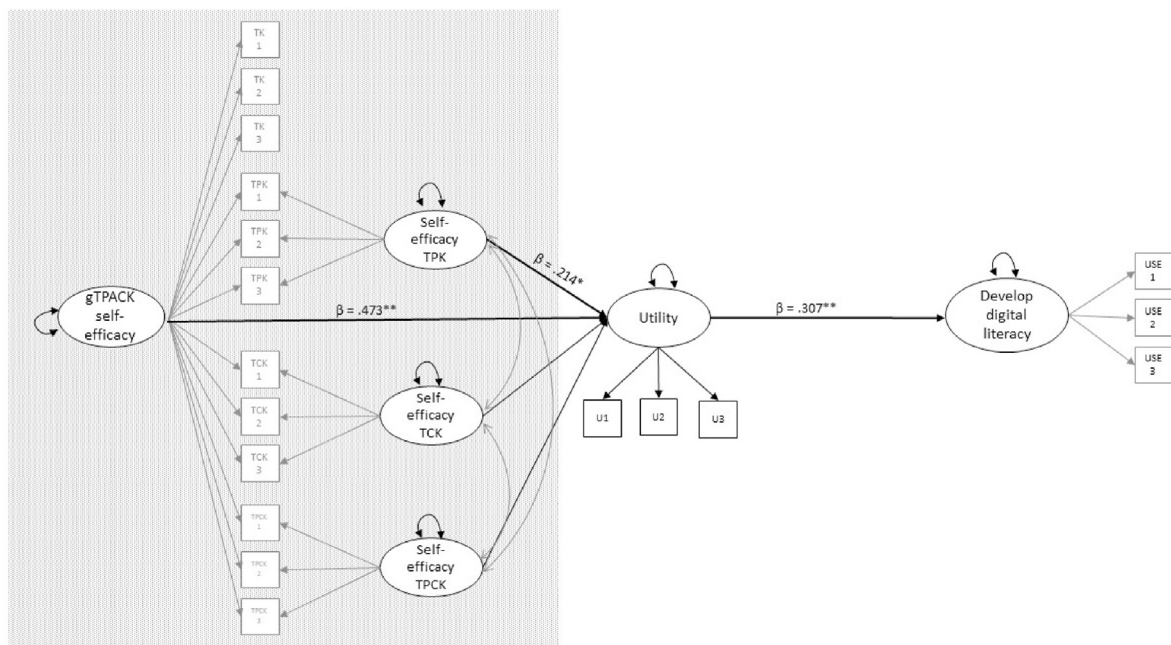 TK
1
TK
2
TK
3
TPK
1
TPK
2
TPK
3
TCK
1
TCK
2
TCK
3
TPCK
1
TPCK
2
TPCK
3
gTPACK
self-
efficacy
Self-
efficacy
TPK
Self-
efficacy
TCK
Self-
efficacy
TPCK
β = .473**
β = .214*
Utility
U1
U2
U3
β = .307**
Develop
digital
literacy
USE
1
USE
2
USE
3